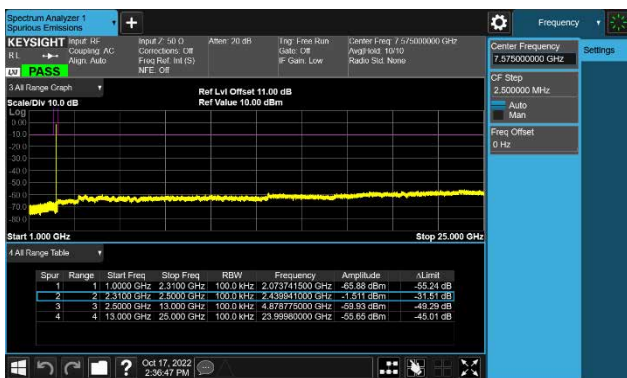 Spectrum Analyzer 1
Spurious Emissions
Frequency
KEYSIGHT Input: RF Input Z: 50 Ω Atten: 20 dB Trig: Free Run Center Freq: 7.575000000 GHz
RL Coupling: AC Corrections: Off Gate: Off Avg|Hold: 10/10
Align: Auto Freq Ref: Int (S) IF Gain: Low Radio Std: None
NFE: Off
LXI PASS
Center Frequency
7.575000000 GHz
Settings
CF Step
2.500000 MHz
Auto
Man
Freq Offset
0 Hz
3 All Range Graph
Ref Lvl Offset 11.00 dB
Scale/Div 10.0 dB Ref Value 10.00 dBm
Log
0.00
-10.0
-20.0
-30.0
-40.0
-50.0
-60.0
-70.0
-80.0
Start 1.000 GHz Stop 25.000 GHz
4 All Range Table
Spur Range Start Freq Stop Freq RBW Frequency Amplitude ΔLimit
1 1 1.0000 GHz 2.3100 GHz 100.0 kHz 2.073741500 GHz -65.88 dBm -55.24 dB
2 2 2.3100 GHz 2.5000 GHz 100.0 kHz 2.439941000 GHz -1.511 dBm -31.51 dB
3 3 2.5000 GHz 13.000 GHz 100.0 kHz 4.878775000 GHz -59.93 dBm -49.29 dB
4 4 13.000 GHz 25.000 GHz 100.0 kHz 23.99980000 GHz -55.65 dBm -45.01 dB
?
Oct 17, 2022
2:36:47 PM